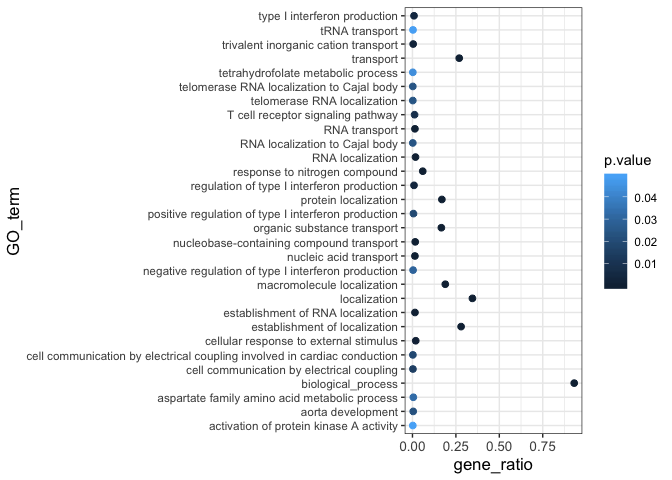 type I interferon production
tRNA transport
trivalent inorganic cation transport
transport
tetrahydrofolate metabolic process
telomerase RNA localization to Cajal body
telomerase RNA localization
T cell receptor signaling pathway
RNA transport
RNA localization to Cajal body
RNA localization
response to nitrogen compound
regulation of type I interferon production
protein localization
positive regulation of type I interferon production
organic substance transport
nucleobase-containing compound transport
nucleic acid transport
negative regulation of type I interferon production
macromolecule localization
localization
establishment of RNA localization
establishment of localization
cellular response to external stimulus
cell communication by electrical coupling involved in cardiac conduction
cell communication by electrical coupling
biological_process
aspartate family amino acid metabolic process
aorta development
activation of protein kinase A activity
GO_term
0.00 0.25 0.50 0.75
gene_ratio
p.value
0.04
0.03
0.02
0.01